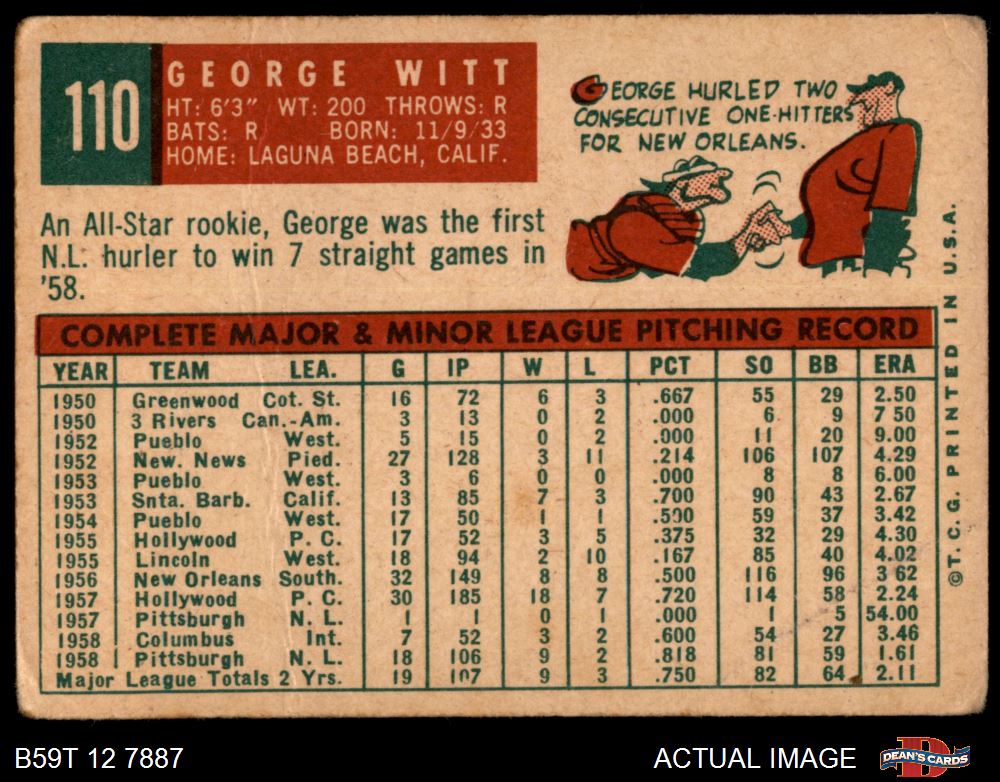 110
GEORGE WITT
HT: 6'3" WT: 200 THROWS: R
BATS: R BORN: 11/9/33
HOME: LAGUNA BEACH, CALIF.
GEORGE HURLED TWO
CONSECUTIVE ONE-HITTERS
FOR NEW ORLEANS.
An All-Star rookie, George was the first
N.L. hurler to win 7 straight games in
'58.
COMPLETE MAJOR & MINOR LEAGUE PITCHING RECORD
YEAR TEAM LEA. G IP W L PCT SO BB ERA
1950 Greenwood Cot. St. 16 72 6 3 .667 55 29 2.50
1950 3 Rivers Can.-Am. 3 13 0 2 .000 6 9 7 50
1952 Pueblo West. 5 15 0 2 .000 11 20 9.00
1952 New. News Pied. 27 128 3 11 .214 106 107 4.29
1953 Pueblo West. 3 6 0 0 .000 8 8 6.00
1953 Snta. Barb. Calif. 13 85 7 3 .700 90 43 2.67
1954 Pueblo West. 17 50 1 1 .500 59 37 3.42
1955 Hollywood P. C. 17 52 3 5 .375 32 29 4.30
1955 Lincoln West. 18 94 2 10 .167 85 40 4.02
1956 New Orleans South. 32 149 8 8 .500 116 96 3 62
1957 Hollywood P. C. 30 185 18 7 .720 114 58 2.24
1957 Pittsburgh N. L. 1 1 0 1 .000 1 5 54.00
1958 Columbus Int. 7 52 3 2 .600 54 27 3.46
1958 Pittsburgh N. L. 18 106 9 2 .818 81 59 1.61
Major League Totals 2 Yrs. 19 107 9 3 .750 82 64 2.11
©T.C.G. PRINTED IN U.S.A.
B59T 12 7887
ACTUAL IMAGE
DEAN'S CARDS